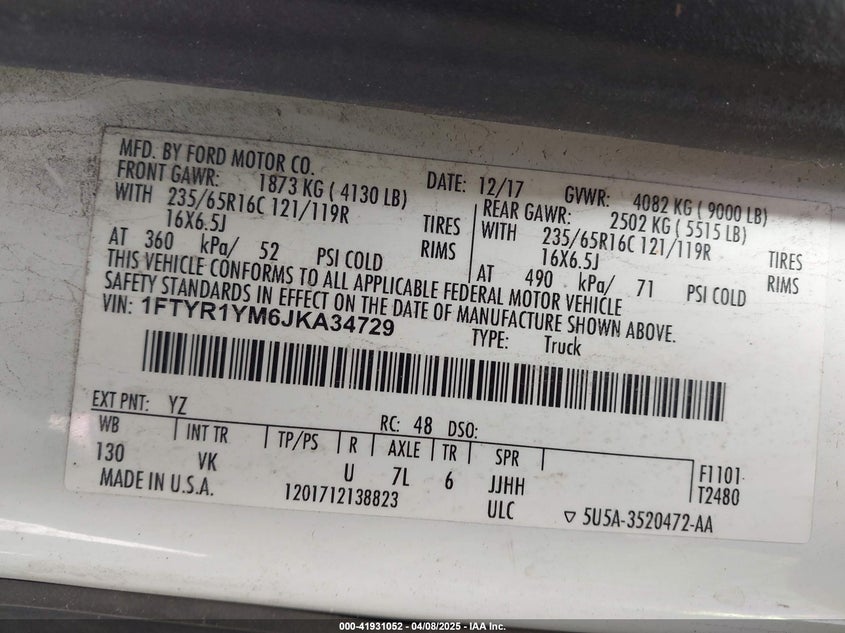 MFD. BY FORD MOTOR CO. DATE: 12/17 GVWR: 4082 KG ( 9000 LB)
FRONT GAWR: 1873 KG ( 4130 LB) REAR GAWR: 2502 KG ( 5515 LB)
WITH 235/65R16C 121/119R TIRES WITH 235/65R16C 121/119R TIRES
16X6.5J RIMS 16X6.5J RIMS
AT 360 kPa/ 52 PSI COLD AT 490 kPa/ 71 PSI COLD
THIS VEHICLE CONFORMS TO ALL APPLICABLE FEDERAL MOTOR VEHICLE
SAFETY STANDARDS IN EFFECT ON THE DATE OF MANUFACTURE SHOWN ABOVE.
VIN: 1FTYR1YM6JKA34729 TYPE: Truck
EXT PNT: YZ RC: 48 DSO:
WB INT TR TP/PS R AXLE TR SPR
130 VK U 7L 6 JJHH F1101
MADE IN U.S.A. 1201712138823 ULC T2480
▽ 5U5A-3520472-AA
000-41931052 / 04/08/2025 - IAA Inc.